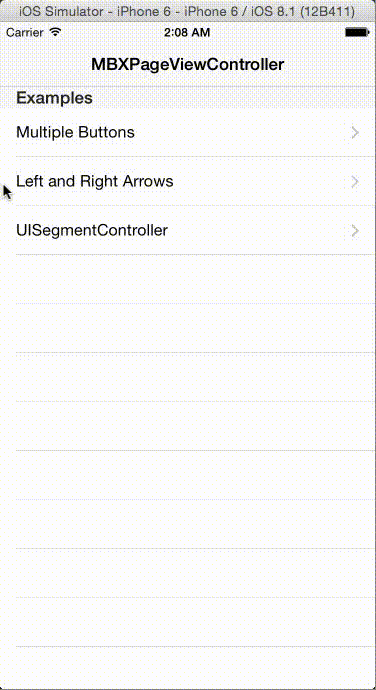 iOS Simulator - iPhone 6 - iPhone 6 / iOS 8.1 (12B411)
Carrier 2:08 AM
MBXPageViewController
Examples
Multiple Buttons
Left and Right Arrows
UISegmentController